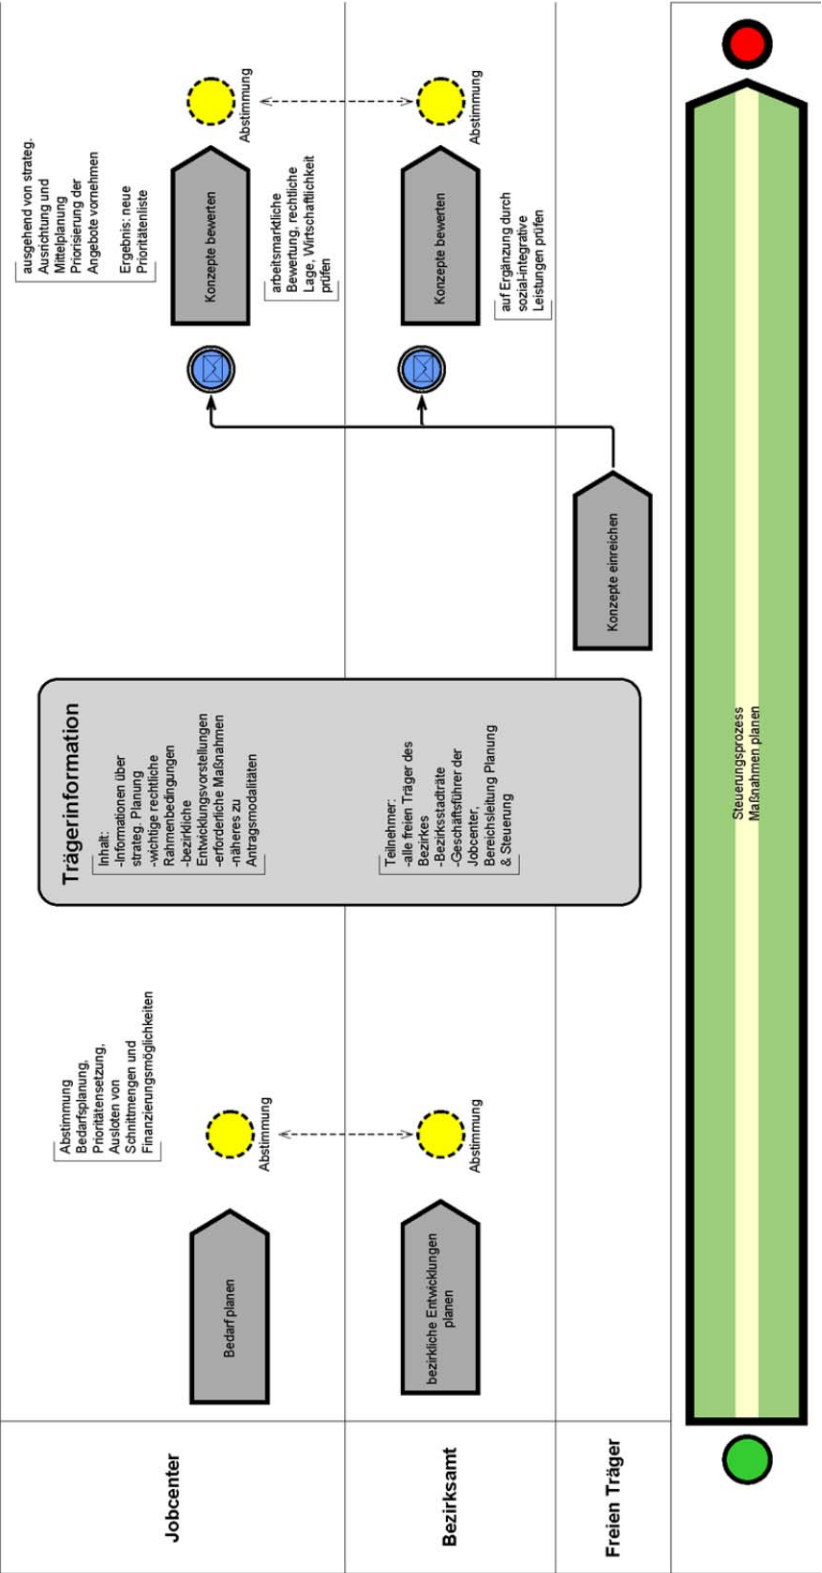 Jobcenter
Bedarf planen
Abstimmung
Abstimmung
Bedarfsplanung,
Prioritätensetzung,
Ausloten von
Schnittmengen und
Finanzierungsmöglichkeiten
Trägerinformation
Inhalt:
-Informationen über
strateg. Planung
-wichtige rechtliche
Rahmenbedingungen
-bezirkliche
Entwicklungsvorstellungen
-erforderliche Maßnahmen
-näheres zu
Antragsmodalitäten
Teilnehmer:
-alle freien Träger des
Bezirkes
-Bezirksstadträte
-Geschäftsführer der
Jobcenter,
Bereichsleitung Planung
& Steuerung
ausgehend von strateg.
Ausrichtung und
Mittelplanung
Priorisierung der
Angebote vornehmen
Ergebnis: neue
Prioritätenliste
Konzepte bewerten
Abstimmung
arbeitsmarktliche
Bewertung, rechtliche
Lage, Wirtschaftlichkeit
prüfen
Bezirksamt
bezirkliche Entwicklungen
planen
Abstimmung
Konzepte bewerten
Abstimmung
auf Ergänzung durch
sozial-integrative
Leistungen prüfen
Freien Träger
Konzepte einreichen
Steuerungsprozess
Maßnahmen planen